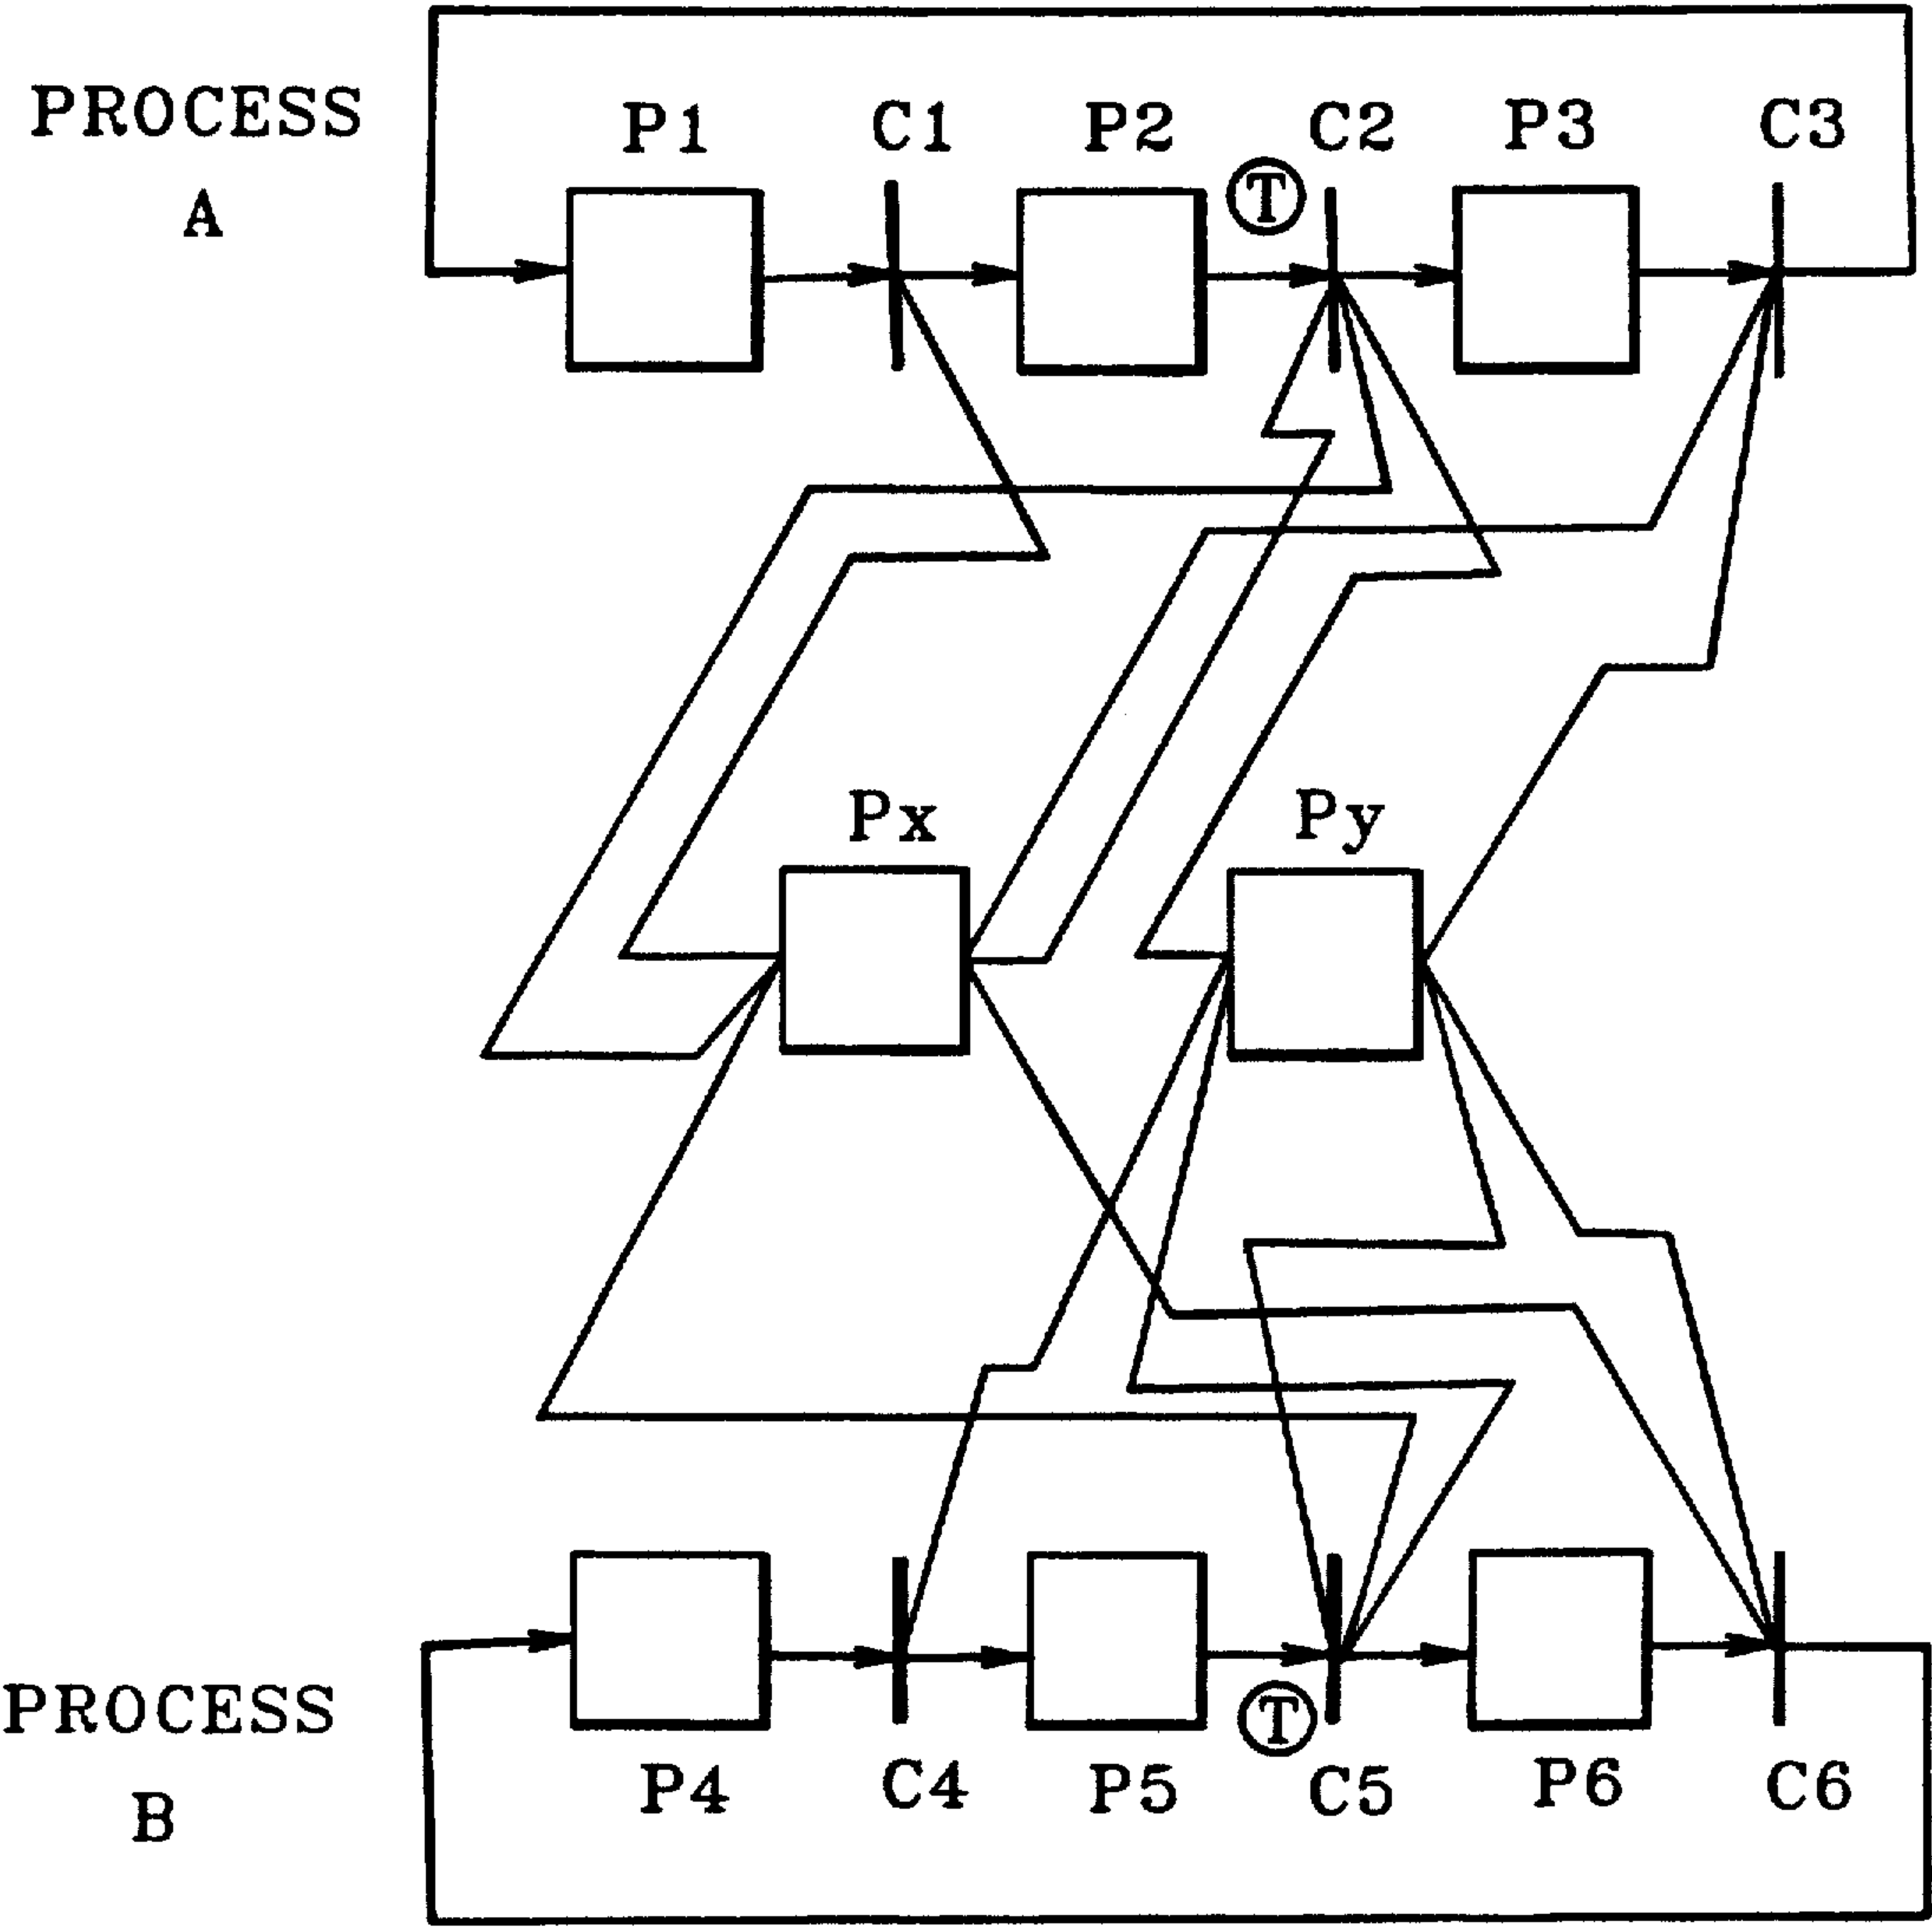 PROCESS
A
P1 C1 P2 C2 P3 C3
T
Px Py
PROCESS
B
T
P4 C4 P5 C5 P6 C6